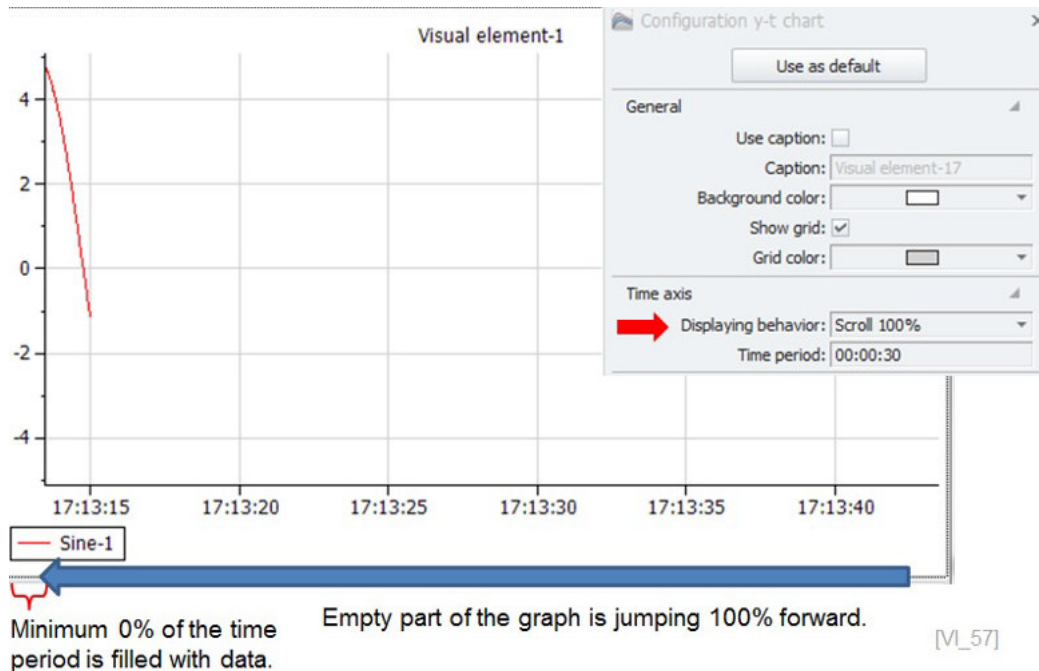 Visual element-1
4
2
0
-2
-4
17:13:15 17:13:20 17:13:25 17:13:30 17:13:35 17:13:40
Sine-1
Configuration y-t chart
Use as default
General
Use caption:
Caption: Visual element-17
Background color:
Show grid:
Grid color:
Time axis
Displaying behavior: Scroll 100%
Time period: 00:00:30
Minimum 0% of the time
period is filled with data.
Empty part of the graph is jumping 100% forward.
[VI_57]